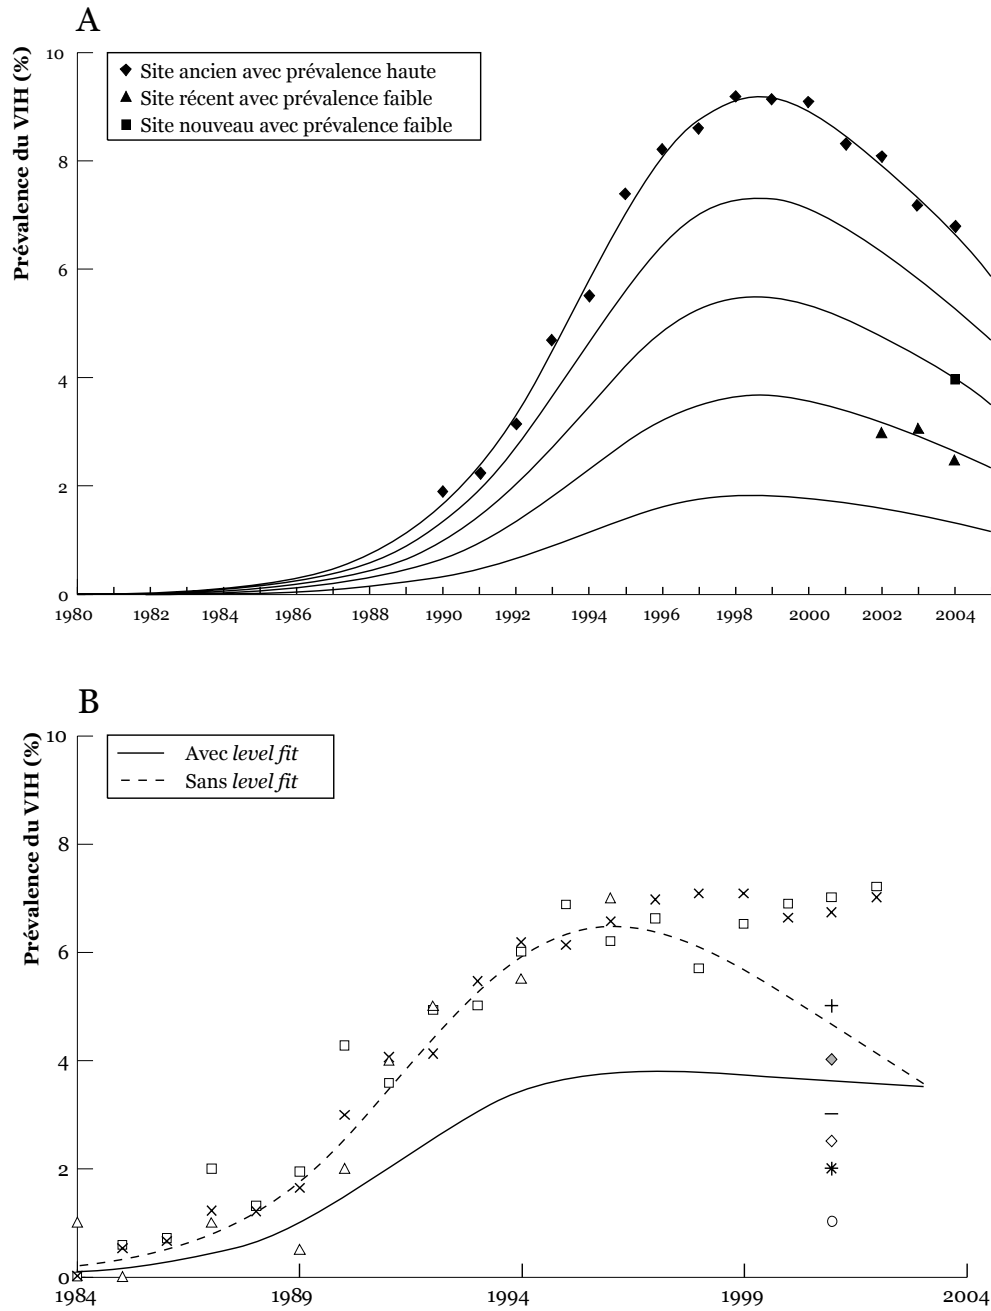 A
Prévalence du VIH (%)
10
8
6
4
2
0
Site ancien avec prévalence haute
Site récent avec prévalence faible
Site nouveau avec prévalence faible
1980 1982 1984 1986 1988 1990 1992 1994 1996 1998 2000 2002 2004
B
Prévalence du VIH (%)
10
8
6
4
2
0
Avec level fit
Sans level fit
1984 1989 1994 1999 2004